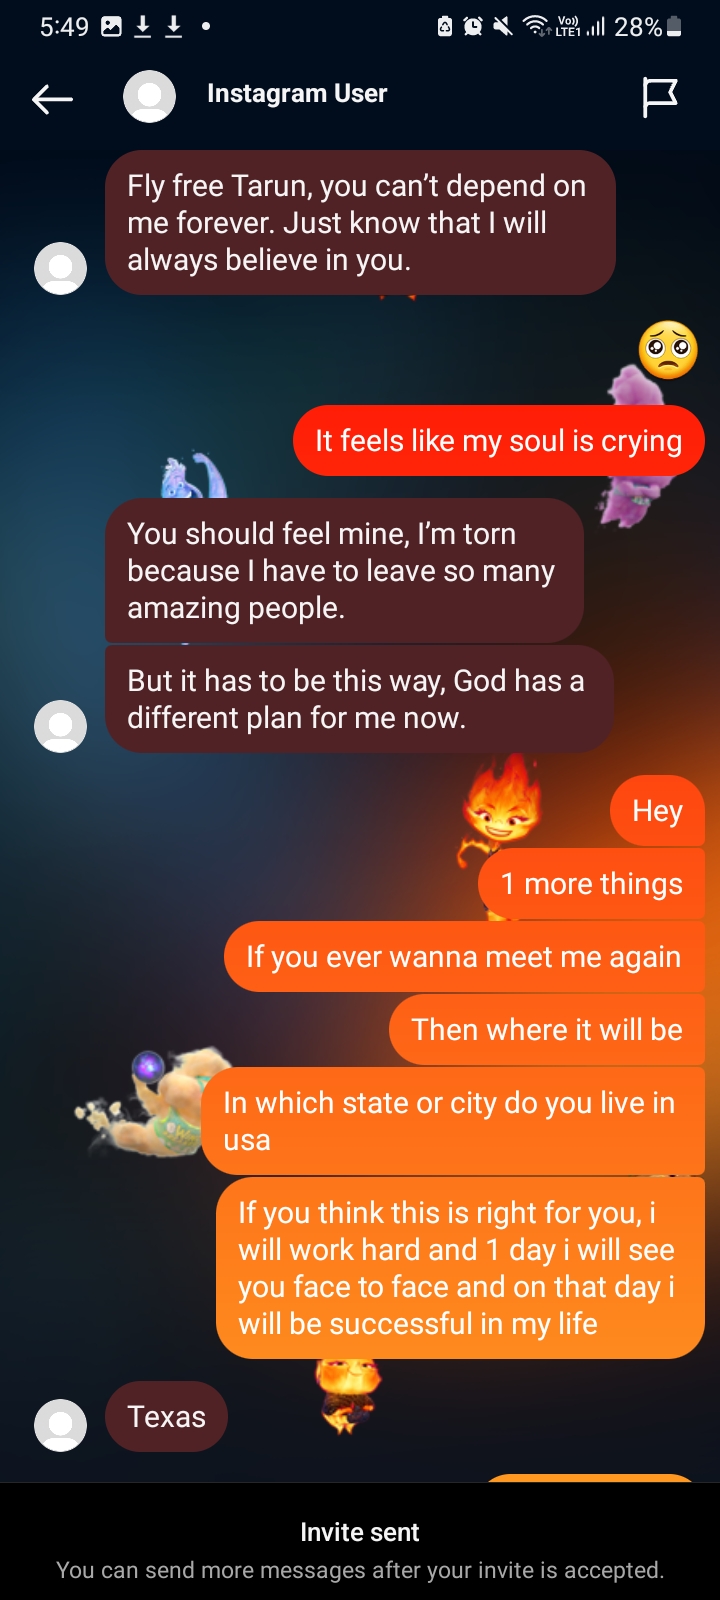 5:49
Vo)) LTE1 28%
Instagram User
Fly free Tarun, you can’t depend on
me forever. Just know that I will
always believe in you.
It feels like my soul is crying
You should feel mine, I’m torn
because I have to leave so many
amazing people.
But it has to be this way, God has a
different plan for me now.
Hey
1 more things
If you ever wanna meet me again
Then where it will be
In which state or city do you live in
usa
If you think this is right for you, i
will work hard and 1 day i will see
you face to face and on that day i
will be successful in my life
Texas
Invite sent
You can send more messages after your invite is accepted.